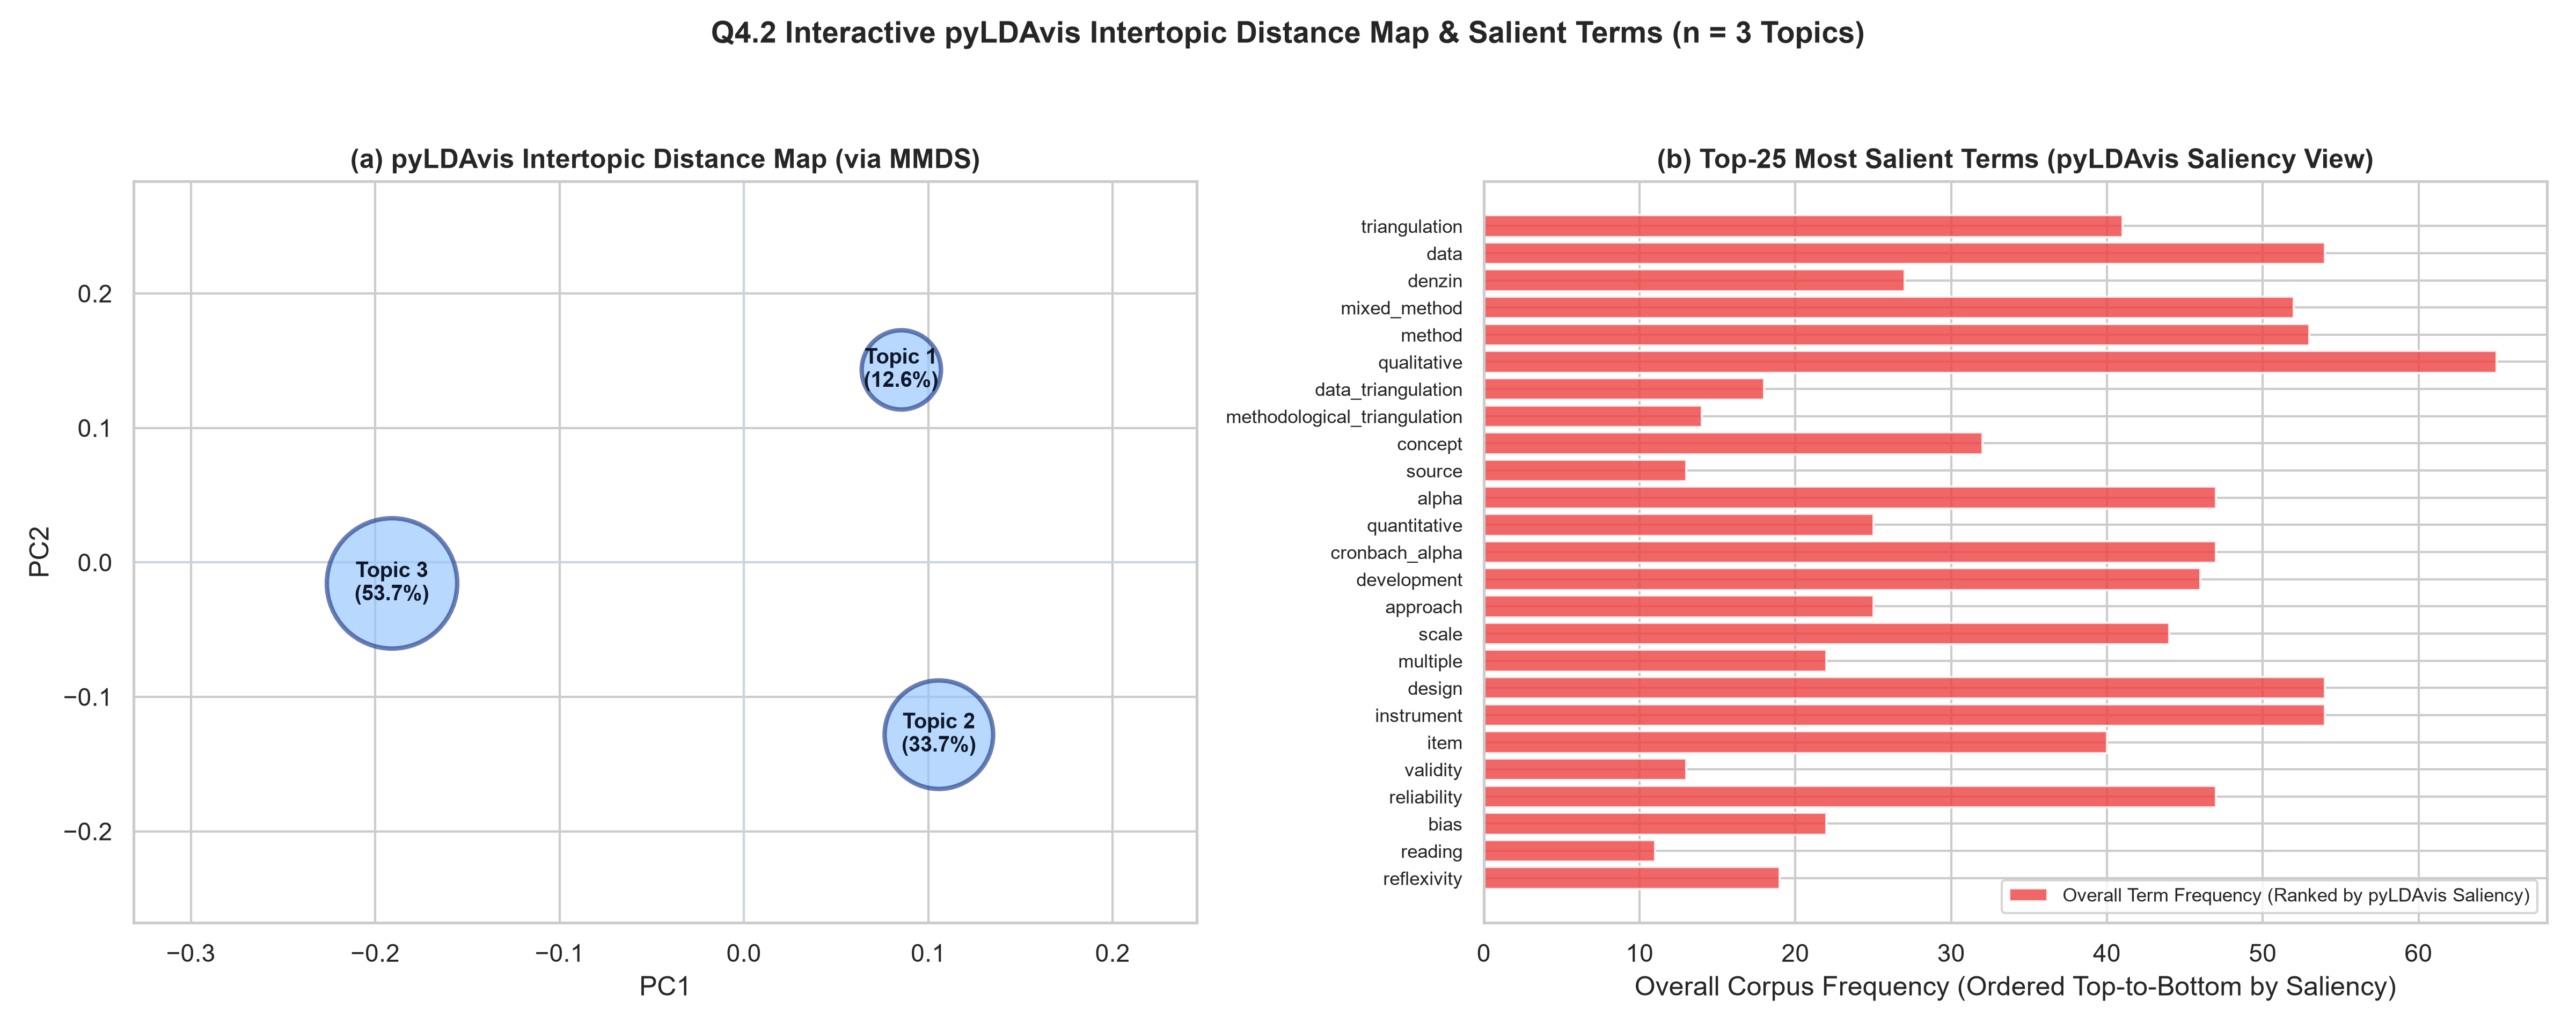 Q4.2 Interactive pyLDAvis Intertopic Distance Map & Salient Terms (n = 3 Topics)
(a) pyLDAvis Intertopic Distance Map (via MMDS)
0.2
0.1
0.0
−0.1
−0.2
PC2
Topic 1
(12.6%)
Topic 3
(53.7%)
Topic 2
(33.7%)
−0.3
−0.2
−0.1
0.0
0.1
0.2
PC1
(b) Top-25 Most Salient Terms (pyLDAvis Saliency View)
triangulation
data
denzin
mixed_method
method
qualitative
data_triangulation
methodological_triangulation
concept
source
alpha
quantitative
cronbach_alpha
development
approach
scale
multiple
design
instrument
item
validity
reliability
bias
reading
reflexivity
Overall Term Frequency (Ranked by pyLDAvis Saliency)
0
10
20
30
40
50
60
Overall Corpus Frequency (Ordered Top-to-Bottom by Saliency)